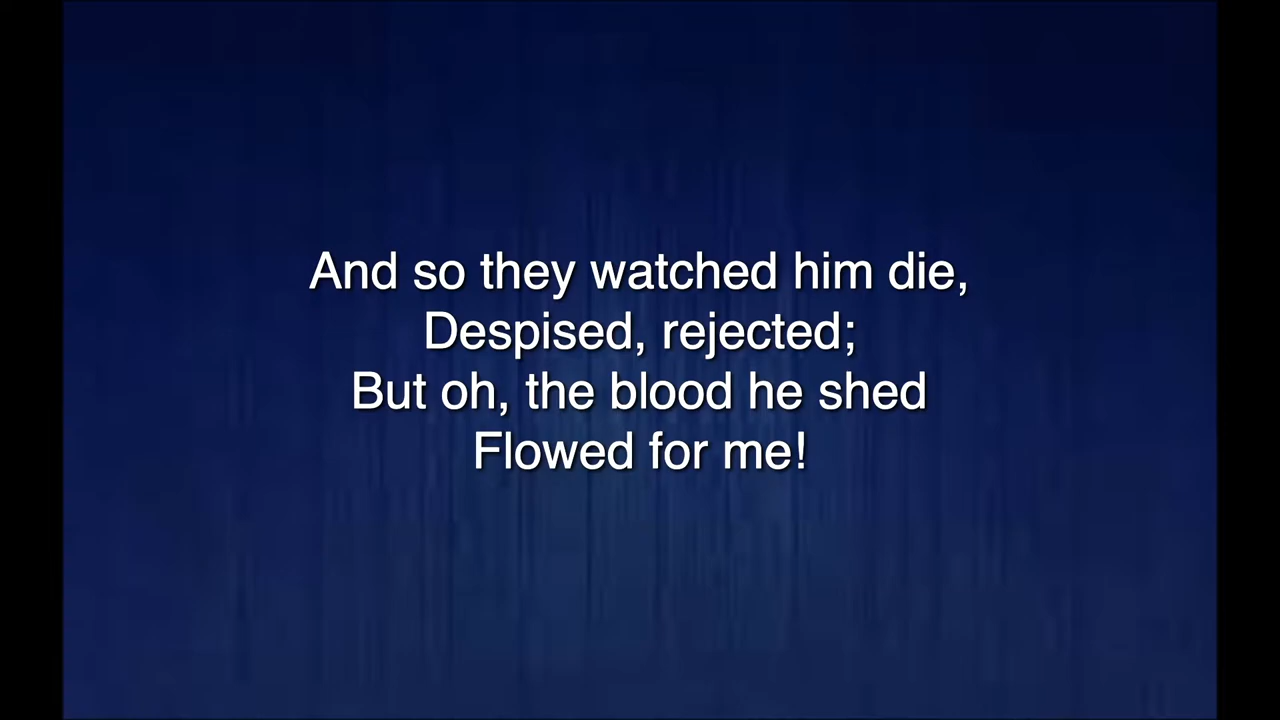 And so they watched him die,
Despised, rejected;
But oh, the blood he shed
Flowed for me!